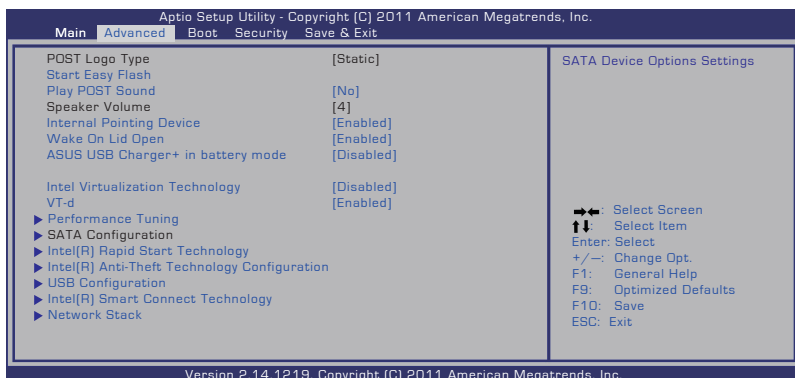 Aptio Setup Utility - Copyright (C) 2011 American Megatrends, Inc.
Main Advanced Boot Security Save & Exit
POST Logo Type [Static]
Start Easy Flash
Play POST Sound [No]
Speaker Volume [4]
Internal Pointing Device [Enabled]
Wake On Lid Open [Enabled]
ASUS USB Charger+ in battery mode [Disabled]
Intel Virtualization Technology [Disabled]
VT-d [Enabled]
Performance Tuning
SATA Configuration
Intel(R) Rapid Start Technology
Intel(R) Anti-Theft Technology Configuration
USB Configuration
Intel(R) Smart Connect Technology
Network Stack
SATA Device Options Settings
→←: Select Screen
↑↓: Select Item
Enter: Select
+/—: Change Opt.
F1: General Help
F9: Optimized Defaults
F10: Save
ESC: Exit
Version 2.14.1219. Copyright (C) 2011 American Megatrends, Inc.